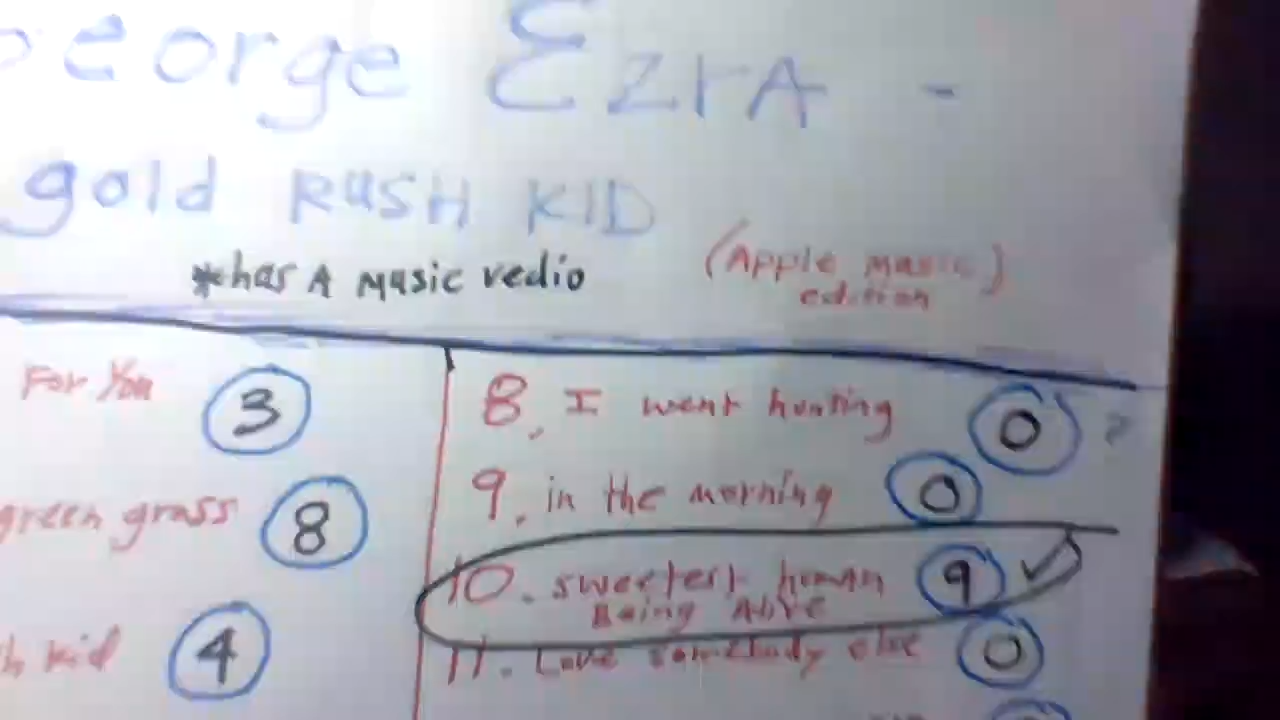 George EzrA -
gold RUSH KID
*has A Music vedio
(Apple music)
edition
For You 3
green grass 8
kid 4
8. I went hunting 0 ?
9. in the morning 0
10. sweetest human 9 ✓
Being Alive
11. Love somebody else 0